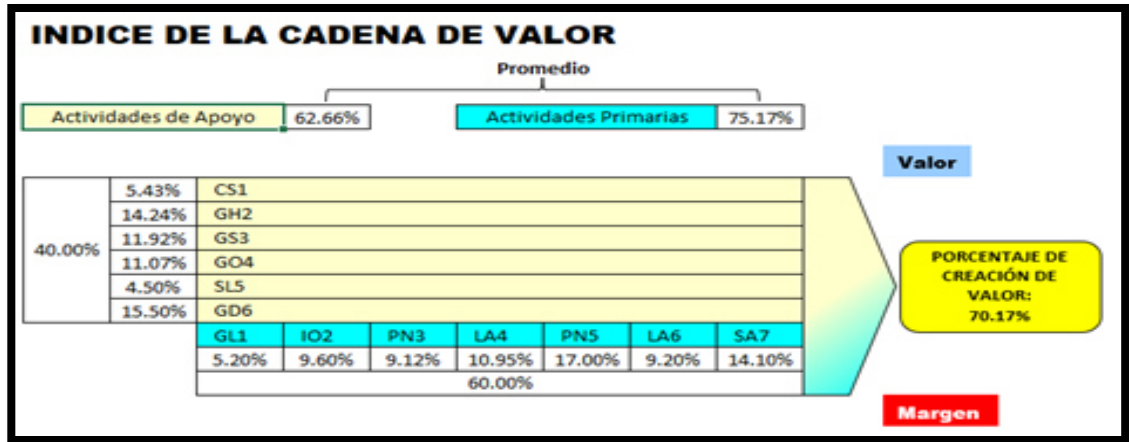 INDICE DE LA CADENA DE VALOR
Promedio
Actividades de Apoyo 62.66% Actividades Primarias 75.17%
Valor
40.00%
5.43% CS1
14.24% GH2
11.92% GS3
11.07% GO4
4.50% SL5
15.50% GD6
PORCENTAJE DE
CREACIÓN DE
VALOR:
70.17%
GL1 IO2 PN3 LA4 PN5 LA6 SA7
5.20% 9.60% 9.12% 10.95% 17.00% 9.20% 14.10%
60.00%
Margen